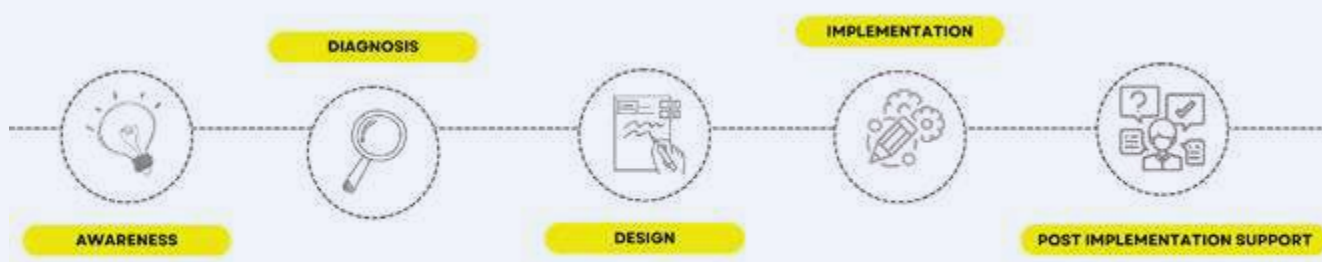 AWARENESS
DIAGNOSIS
DESIGN
IMPLEMENTATION
POST IMPLEMENTATION SUPPORT